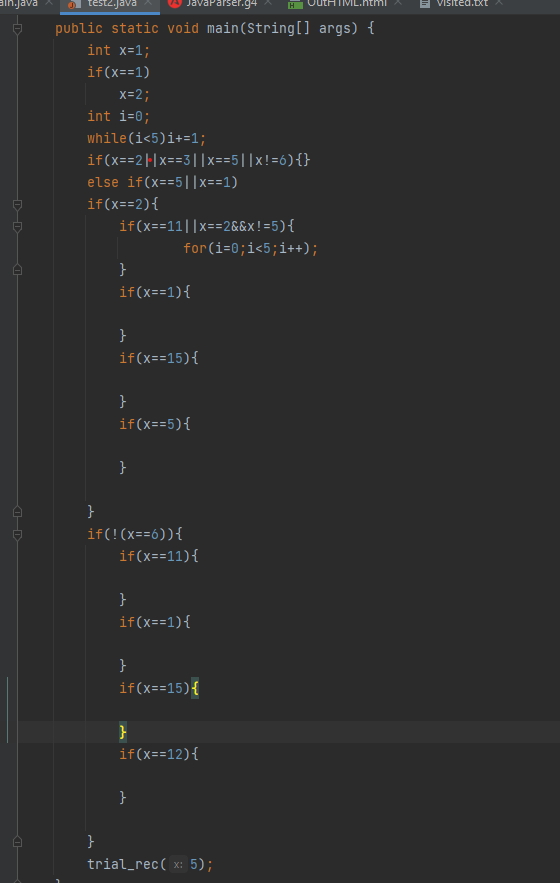 ain.java × test2.java × JavaParser.g4 × OutHTML.html × visited.txt ×
public static void main(String[] args) {
int x=1;
if(x==1)
x=2;
int i=0;
while(i<5)i+=1;
if(x==2||x==3||x==5||x!=6){}
else if(x==5||x==1)
if(x==2){
if(x==11||x==2&&x!=5){
for(i=0;i<5;i++);
}
if(x==1){
}
if(x==15){
}
if(x==5){
}
}
if(!(x==6)){
if(x==11){
}
if(x==1){
}
if(x==15){
}
if(x==12){
}
}
trial_rec( x: 5);